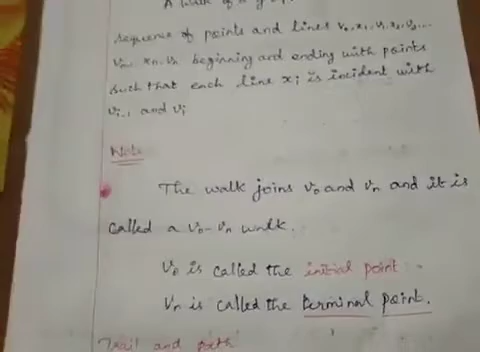 A walk of a g
sequence of points and lines v₀, x₁, v₁, x₂, v₂...
vₙ₋₁ xₙ, vₙ beginning and ending with points
such that each line xᵢ is incident with
vᵢ₋₁ and vᵢ
Note
The walk joins v₀ and vₙ and it is
called a v₀- vₙ walk.
v₀ is called the initial point.
vₙ is called the terminal point.
Trail and path